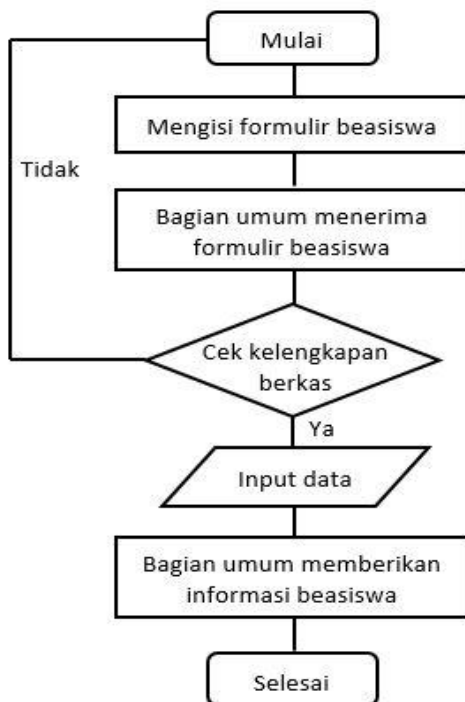 Mulai
Mengisi formulir beasiswa
Tidak
Bagian umum menerima
formulir beasiswa
Cek kelengkapan
berkas
Ya
Input data
Bagian umum memberikan
informasi beasiswa
Selesai